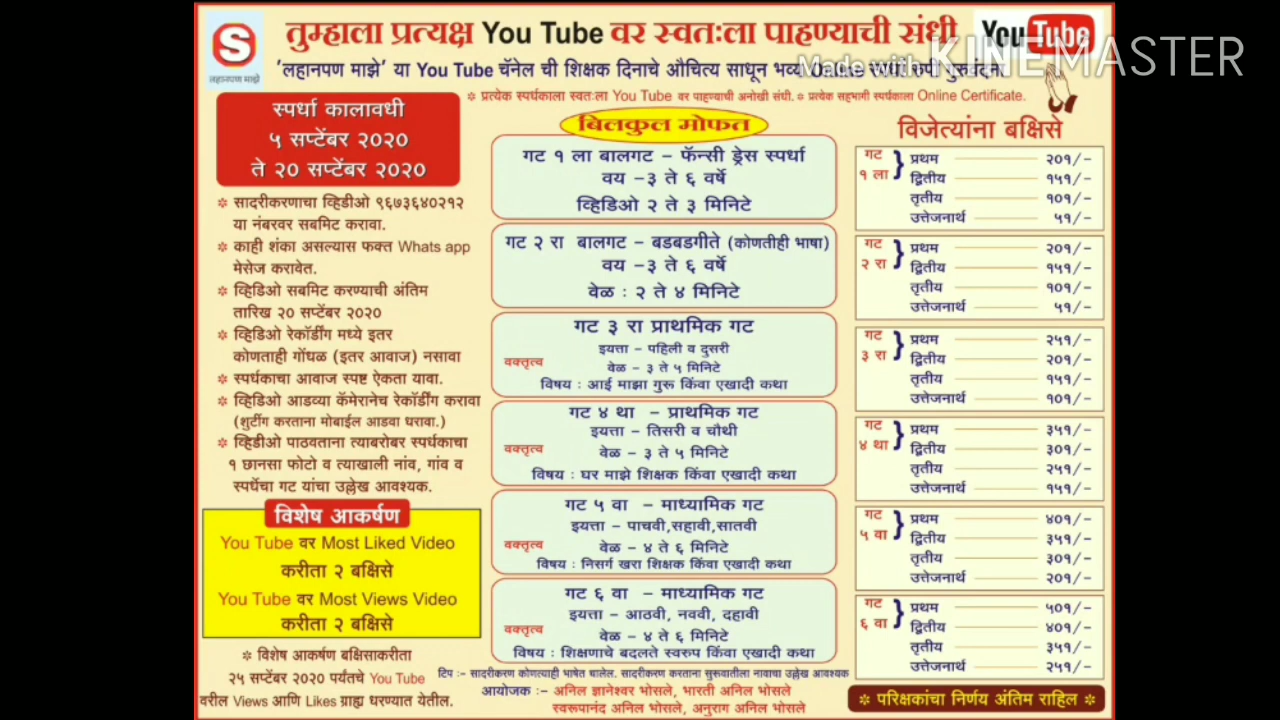 S
लहानपण माझे
तुम्हाला प्रत्यक्ष You Tube वर स्वतःला पाहण्याची संधी
You Tube
Made with KINEMASTER
'लहानपण माझे' या You Tube चॅनेल ची शिक्षक दिनाचे औचित्य साधून भव्य Online
❉ प्रत्येक स्पर्धकाला स्वतःला You Tube वर पाहण्याची अनोखी संधी. ❉ प्रत्येक सहभागी स्पर्धकाला Online Certificate.
स्पर्धा कालावधी
५ सप्टेंबर २०२०
ते २० सप्टेंबर २०२०
❉ सादरीकरणाचा व्हिडीओ ९६७३६४०२१२
या नंबरवर सबमिट करावा.
❉ काही शंका असल्यास फक्त Whats app
मेसेज करावेत.
❉ व्हिडिओ सबमिट करण्याची अंतिम
तारिख २० सप्टेंबर २०२०
❉ व्हिडिओ रेकॉर्डींग मध्ये इतर
कोणताही गोंधळ (इतर आवाज) नसावा
❉ स्पर्धकाचा आवाज स्पष्ट ऐकता यावा.
❉ व्हिडिओ आडव्या कॅमेरानेच रेकॉर्डींग करावा
(शुटींग करताना मोबाईल आडवा धरावा.)
❉ व्हिडीओ पाठवताना त्याबरोबर स्पर्धकाचा
१ छानसा फोटो व त्याखाली नांव, गांव व
स्पर्धेचा गट यांचा उल्लेख आवश्यक.
विशेष आकर्षण
You Tube वर Most Liked Video
करीता २ बक्षिसे
You Tube वर Most Views Video
करीता २ बक्षिसे
❉ विशेष आकर्षण बक्षिसाकरीता
२५ सप्टेंबर २०२० पर्यंतचे You Tube
वरील Views आणि Likes ग्राह्य धरण्यात येतील.
बिलकुल मोफत
गट १ ला बालगट – फॅन्सी ड्रेस स्पर्धा
वय –३ ते ६ वर्षे
व्हिडिओ २ ते ३ मिनिटे
गट २ रा बालगट – बडबडगीते (कोणतीही भाषा)
वय –३ ते ६ वर्षे
वेळ : २ ते ४ मिनिटे
गट ३ रा प्राथमिक गट
इयत्ता – पहिली व दुसरी
वक्तृत्व वेळ – ३ ते ५ मिनिटे
विषय : आई माझा गुरू किंवा एखादी कथा
गट ४ था – प्राथमिक गट
इयत्ता – तिसरी व चौथी
वक्तृत्व वेळ – ३ ते ५ मिनिटे
विषय : घर माझे शिक्षक किंवा एखादी कथा
गट ५ वा – माध्यामिक गट
इयत्ता – पाचवी,सहावी,सातवी
वक्तृत्व वेळ – ४ ते ६ मिनिटे
विषय : निसर्ग खरा शिक्षक किंवा एखादी कथा
गट ६ वा – माध्यामिक गट
इयत्ता – आठवी, नववी, दहावी
वक्तृत्व वेळ – ४ ते ६ मिनिटे
विषय : शिक्षणाचे बदलते स्वरुप किंवा एखादी कथा
टिप :– सादरीकरण कोणत्याही भाषेत चालेल. सादरीकरण करताना सुरूवातीला नावाचा उल्लेख आवश्यक
आयोजक :– अनिल ज्ञानेश्वर भोसले, भारती अनिल भोसले
स्वरूपानंद अनिल भोसले, अनुराग अनिल भोसले
विजेत्यांना बक्षिसे
गट १ ला
प्रथम २०१/-
द्वितीय १५१/-
तृतीय १०१/-
उत्तेजनार्थ ५१/-
गट २ रा
प्रथम २०१/-
द्वितीय १५१/-
तृतीय १०१/-
उत्तेजनार्थ ५१/-
गट ३ रा
प्रथम २५१/-
द्वितीय २०१/-
तृतीय १५१/-
उत्तेजनार्थ १०१/-
गट ४ था
प्रथम ३५१/-
द्वितीय ३०१/-
तृतीय २५१/-
उत्तेजनार्थ १५१/-
गट ५ वा
प्रथम ४०१/-
द्वितीय ३५१/-
तृतीय ३०१/-
उत्तेजनार्थ २०१/-
गट ६ वा
प्रथम ५०१/-
द्वितीय ४०१/-
तृतीय ३५१/-
उत्तेजनार्थ २५१/-
❉ परिक्षकांचा निर्णय अंतिम राहिल ❉